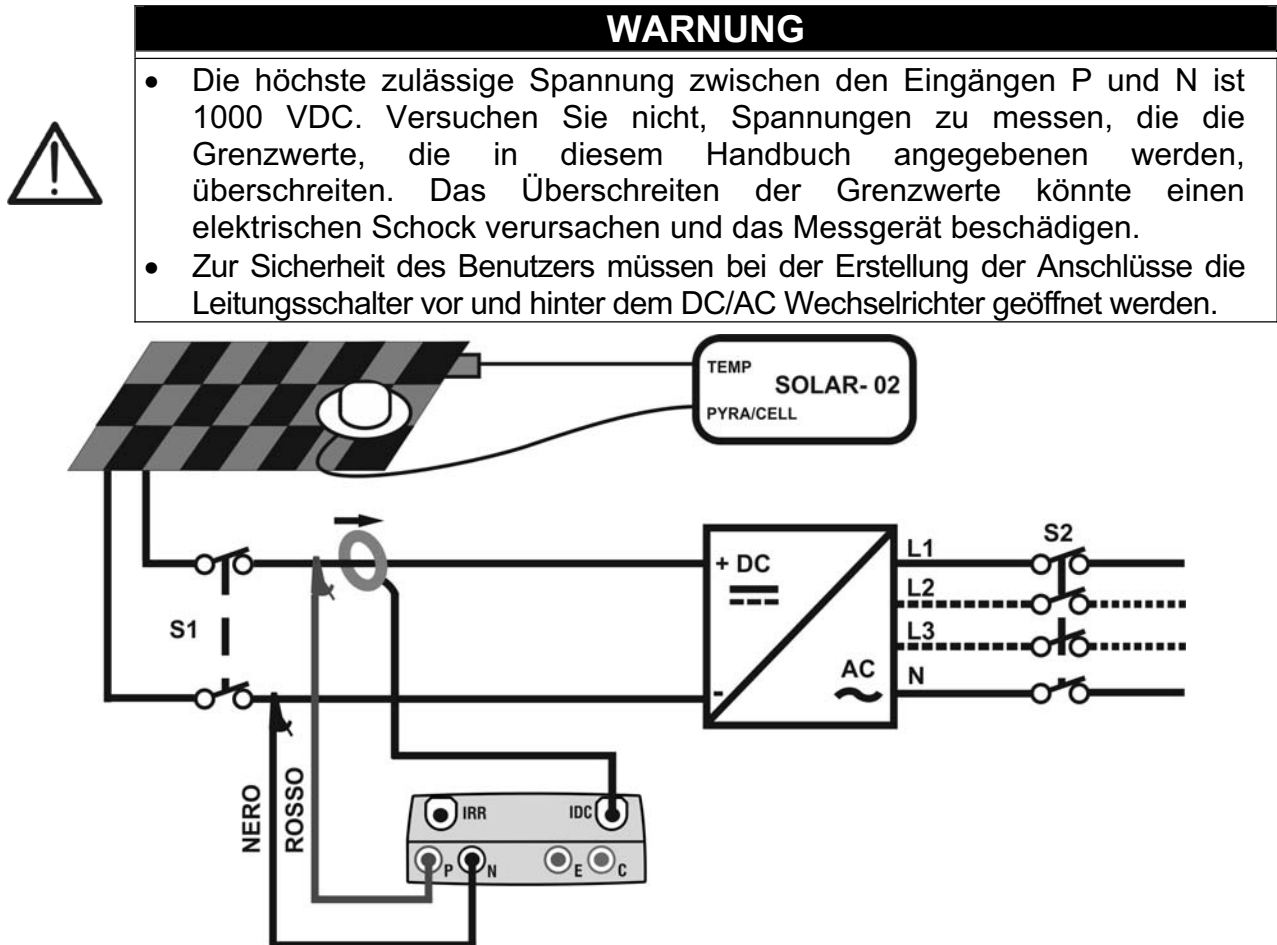 WARNUNG
• Die höchste zulässige Spannung zwischen den Eingängen P und N ist
1000 VDC. Versuchen Sie nicht, Spannungen zu messen, die die
Grenzwerte, die in diesem Handbuch angegebenen werden,
überschreiten. Das Überschreiten der Grenzwerte könnte einen
elektrischen Schock verursachen und das Messgerät beschädigen.
• Zur Sicherheit des Benutzers müssen bei der Erstellung der Anschlüsse die
Leitungsschalter vor und hinter dem DC/AC Wechselrichter geöffnet werden.
TEMP
SOLAR- 02
PYRA/CELL
S1
+ DC
-
AC
L1
L2
L3
N
S2
NERO
ROSSO
IRR
IDC
P
N
E
C